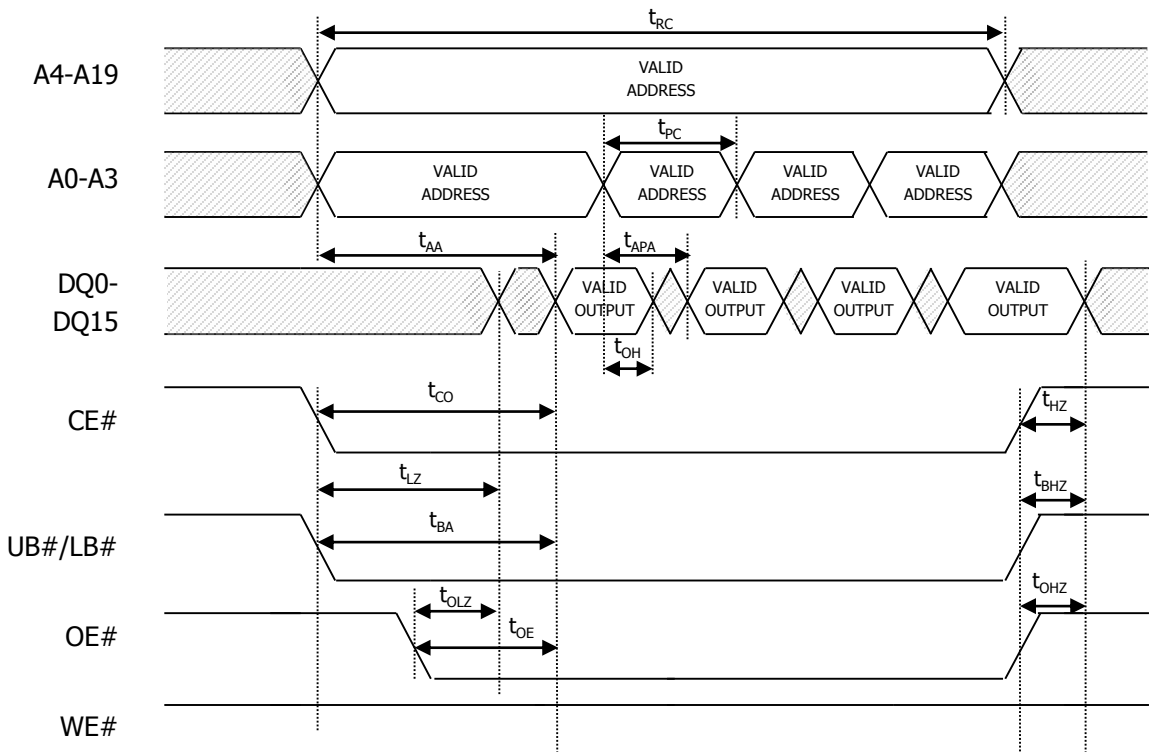 tRC
A4-A19
VALID
ADDRESS
tPC
A0-A3
VALID
ADDRESS
VALID
ADDRESS
VALID
ADDRESS
VALID
ADDRESS
tAA
tAPA
DQ0-
DQ15
VALID
OUTPUT
VALID
OUTPUT
VALID
OUTPUT
VALID
OUTPUT
tOH
tCO
CE#
tHZ
tLZ
tBHZ
tBA
UB#/LB#
tOLZ
tOHZ
tOE
OE#
WE#